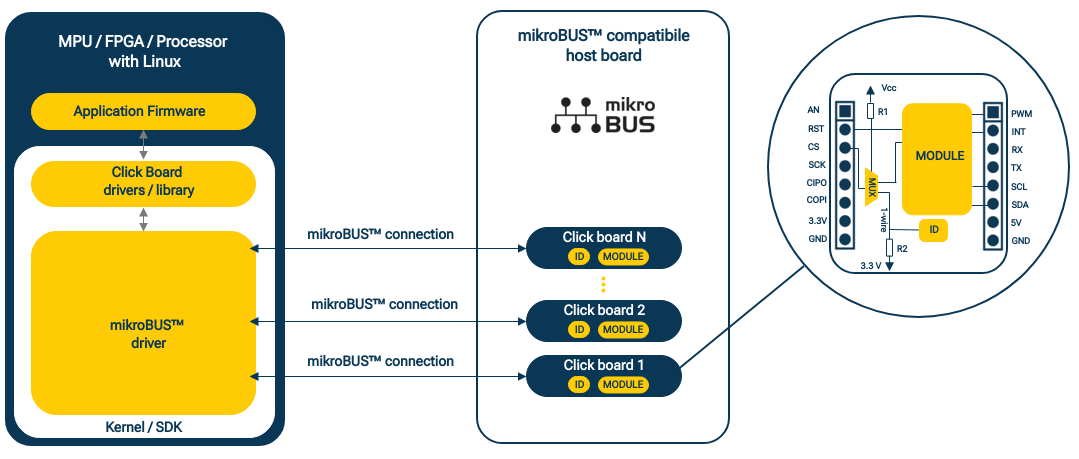 MPU / FPGA / Processor
with Linux
Application Firmware
Click Board
drivers / library
mikroBUS™
driver
Kernel / SDK
mikroBUS™ connection
mikroBUS™ connection
mikroBUS™ connection
mikroBUS™ compatibile
host board
mikro
BUS
Click board N
ID
MODULE
Click board 2
ID
MODULE
Click board 1
ID
MODULE
Vcc
R1
AN
RST
CS
SCK
CIPO
COPI
3.3V
GND
MUX
1-wire
MODULE
ID
R2
3.3 V
PWM
INT
RX
TX
SCL
SDA
5V
GND